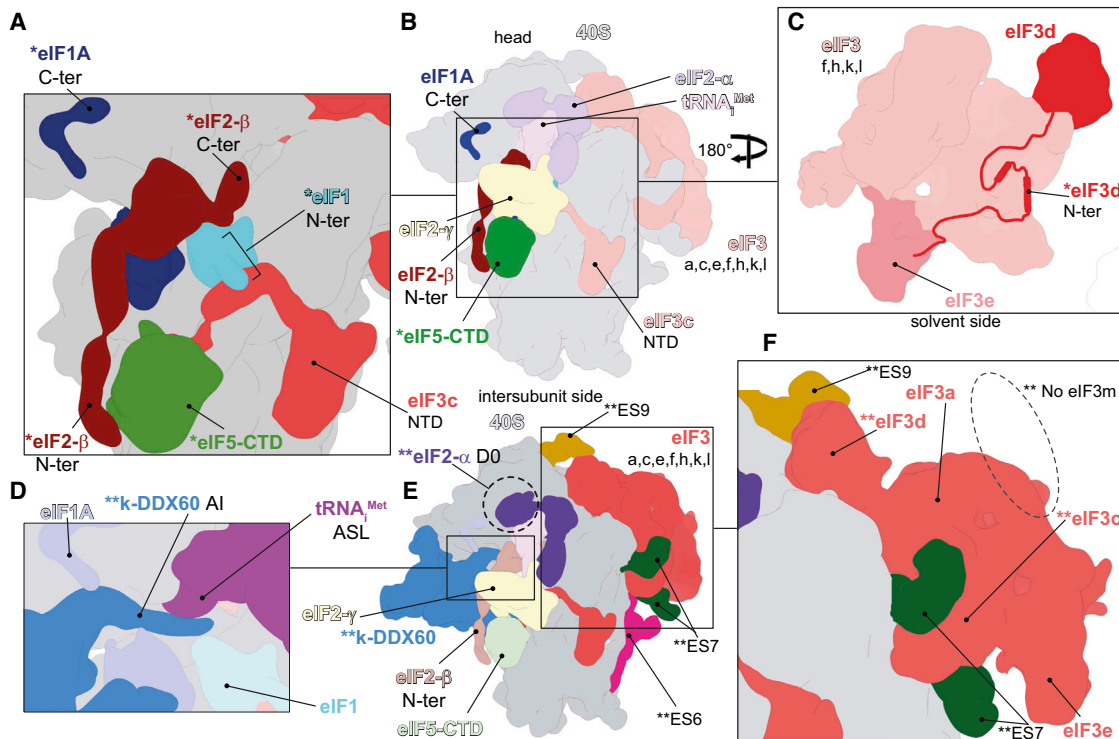 A
*eIF1A
C-ter
*eIF2-β
C-ter
*eIF1
N-ter
eIF3c
NTD
*eIF5-CTD
*eIF2-β
N-ter
B
head
40S
eIF1A
C-ter
eIF2-α
tRNAiMet
180°
eIF2-γ
eIF2-β
N-ter
*eIF5-CTD
eIF3
a,c,e,f,h,k,l
eIF3c
NTD
intersubunit side
C
eIF3
f,h,k,l
eIF3d
*eIF3d
N-ter
eIF3e
solvent side
D
eIF1A
**k-DDX60 AI
tRNAiMet
ASL
eIF1
E
40S
**ES9
**eIF2-α D0
eIF3
a,c,e,f,h,k,l
eIF2-γ
**k-DDX60
eIF2-β
N-ter
eIF5-CTD
**ES7
**ES6
F
**ES9
eIF3a
** No eIF3m
**eIF3d
**eIF3c
**ES7
eIF3e